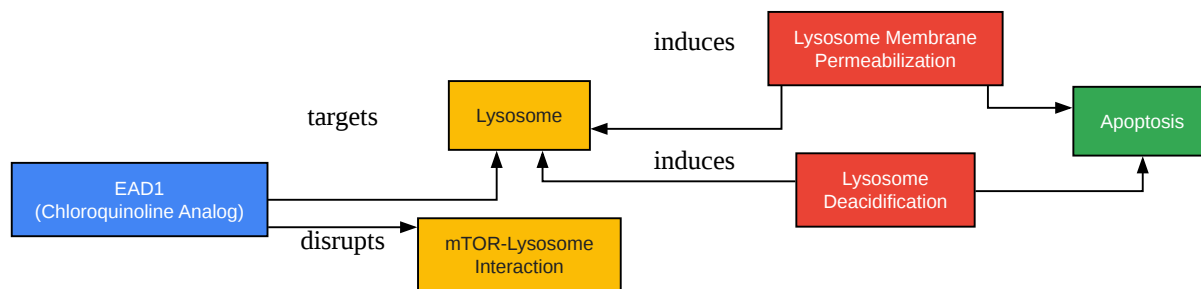 induces
Lysosome Membrane
Permeabilization
targets
Lysosome
Apoptosis
induces
EAD1
(Chloroquinoline Analog)
Lysosome
Deacidification
disrupts
mTOR-Lysosome
Interaction